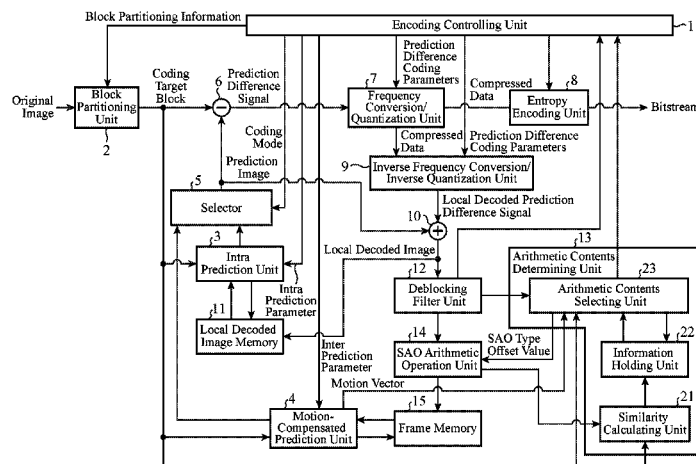 Block Partitioning Information
Encoding Controlling Unit
1
Original
Image
Block
Partitioning
Unit
2
Coding
Target
Block
6
Prediction
Difference
Signal
Prediction
Difference
Coding
Parameters
7
Frequency
Conversion/
Quantization Unit
Compressed
Data
8
Entropy
Encoding Unit
Bitstream
Coding
Mode
Prediction
Image
Compressed
Data
Prediction Difference
Coding Parameters
9
Inverse Frequency Conversion/
Inverse Quantization Unit
5
Selector
Local Decoded Prediction
Difference Signal
10
3
Intra
Prediction Unit
Local Decoded Image
13
Arithmetic Contents
Determining Unit
12
Deblocking
Filter Unit
23
Arithmetic Contents
Selecting Unit
Intra
Prediction
Parameter
11
Local Decoded
Image Memory
14
SAO Arithmetic
Operation Unit
SAO Type
Offset Value
22
Information
Holding Unit
Inter
Prediction
Parameter
Motion Vector
4
Motion-
Compensated
Prediction Unit
15
Frame Memory
21
Similarity
Calculating Unit